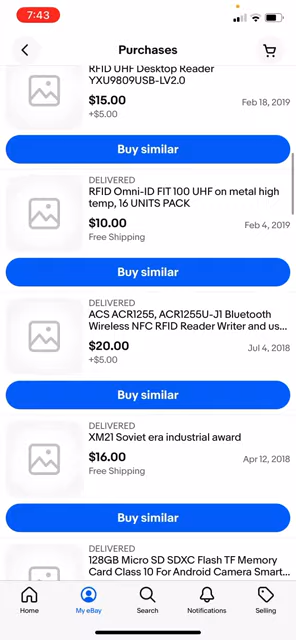 7:43
Purchases
RFID UHF Desktop Reader
YXU9809USB-LV2.0
$15.00
Feb 18, 2019
+$5.00
Buy similar
DELIVERED
RFID Omni-ID FIT 100 UHF on metal high
temp, 16 UNITS PACK
$10.00
Feb 4, 2019
Free Shipping
Buy similar
DELIVERED
ACS ACR1255, ACR1255U-J1 Bluetooth
Wireless NFC RFID Reader Writer and us...
$20.00
Jul 4, 2018
+$5.00
Buy similar
DELIVERED
XM21 Soviet era industrial award
$16.00
Apr 12, 2018
Free Shipping
Buy similar
DELIVERED
128GB Micro SD SDXC Flash TF Memory
Card Class 10 For Android Camera Smart...
Home
My eBay
Search
Notifications
Selling